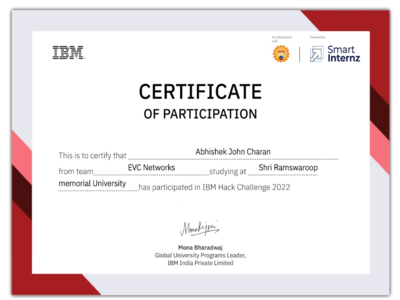 IBM
In collaboration with
Powered by
Smart
Internz
CERTIFICATE
OF PARTICIPATION
This is to certify that Abhishek John Charan
from team EVC Networks studying at Shri Ramswaroop
memorial University has participated in IBM Hack Challenge 2022
Mona Bharadwaj
Global University Programs Leader,
IBM India Private Limited